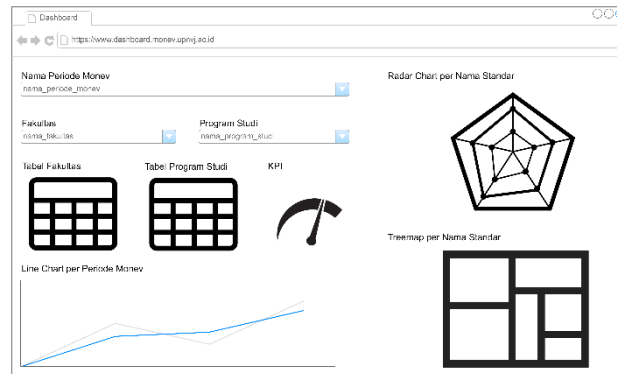 Dashboard
https://www.dashboard.monev.upnvj.ac.id
Nama Periode Monev
nama_periode_monev
Fakultas
nama_fakultas
Program Studi
nama_program_studi
Tabel Fakultas
Tabel Program Studi
KPI
Line Chart per Periode Monev
Radar Chart per Nama Standar
Treemap per Nama Standar